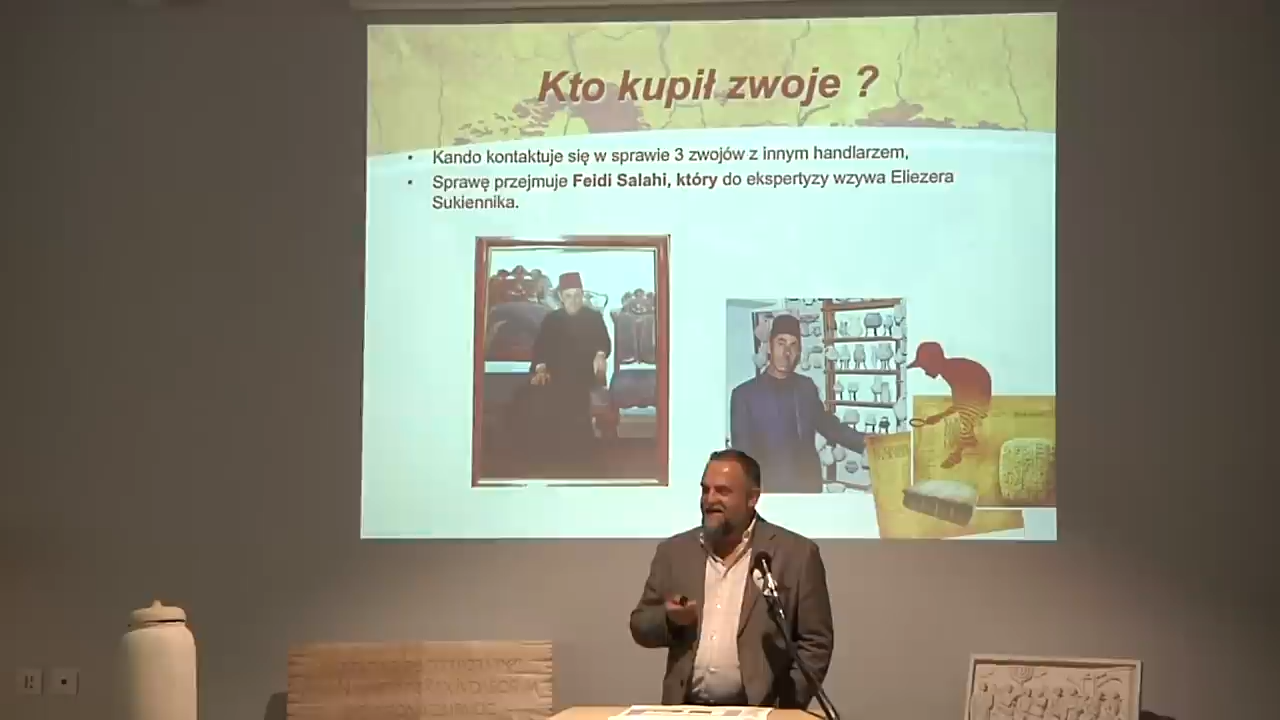 Kto kupił zwoje ?
• Kando kontaktuje się w sprawie 3 zwojów z innym handlarzem,
• Sprawę przejmuje Feidi Salahi, który do ekspertyzy wzywa Eliezera
Sukiennika.